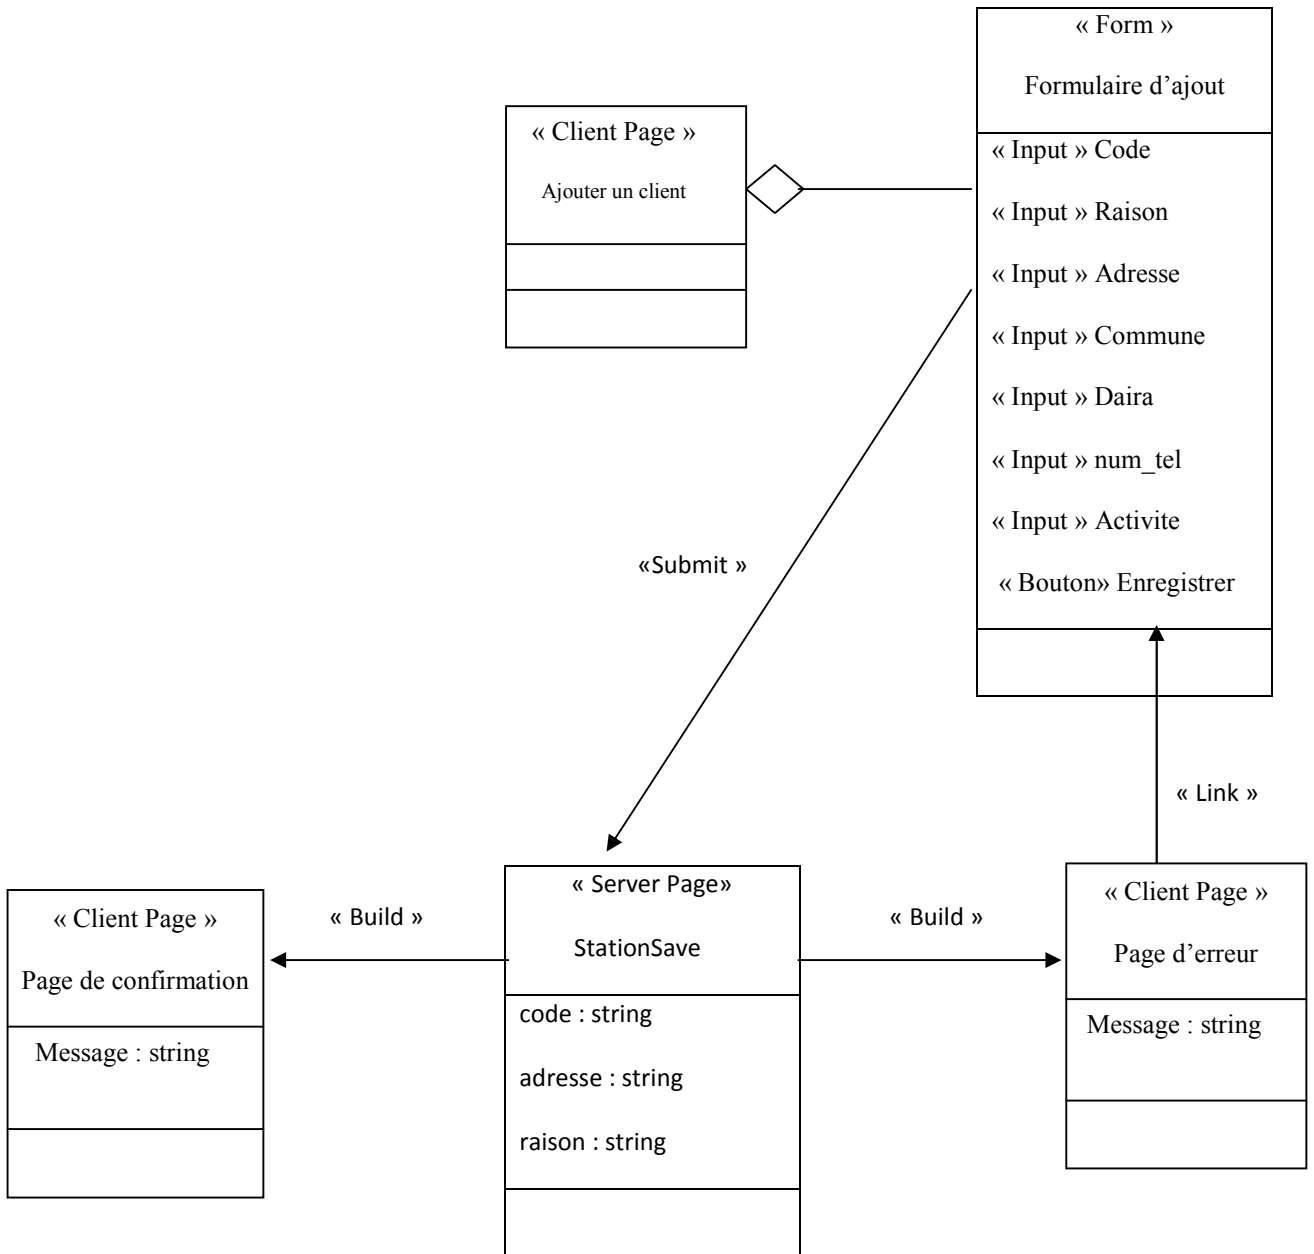 « Form »
Formulaire d’ajout
« Input » Code
« Input » Raison
« Input » Adresse
« Input » Commune
« Input » Daira
« Input » num_tel
« Input » Activite
« Bouton» Enregistrer
« Client Page »
Ajouter un client
«Submit »
« Link »
« Client Page »
Page de confirmation
Message : string
« Build »
« Server Page»
StationSave
code : string
adresse : string
raison : string
« Build »
« Client Page »
Page d’erreur
Message : string